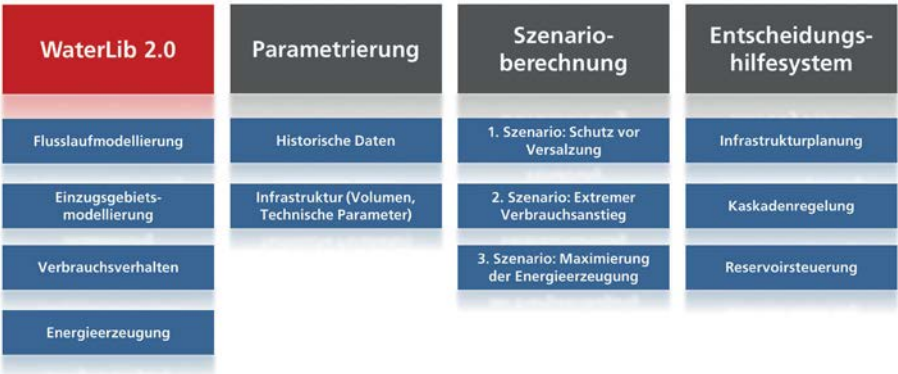 WaterLib 2.0
Flusslaufmodellierung
Einzugsgebiets-
modellierung
Verbrauchsverhalten
Energieerzeugung
Parametrierung
Historische Daten
Infrastruktur (Volumen,
Technische Parameter)
Szenario-
berechnung
1. Szenario: Schutz vor
Versalzung
2. Szenario: Extremer
Verbrauchsanstieg
3. Szenario: Maximierung
der Energieerzeugung
Entscheidungs-
hilfesystem
Infrastrukturplanung
Kaskadenregelung
Reservoirsteuerung